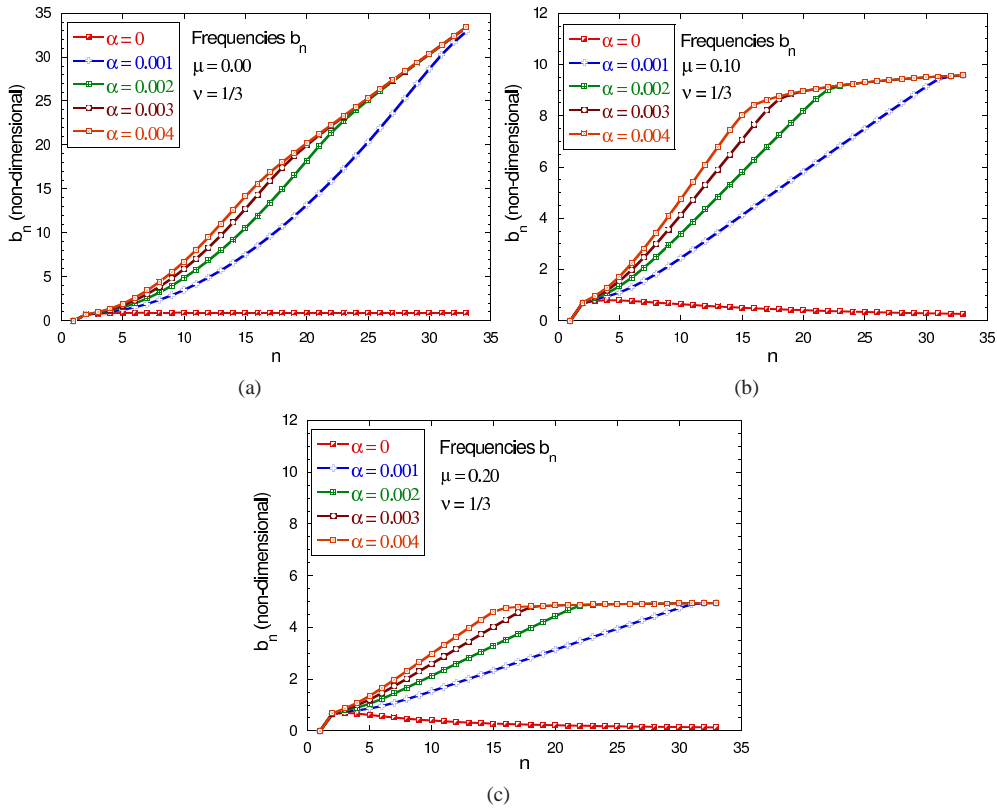 35
30
25
20
15
10
5
0
b_n (non-dimensional)
α = 0
α = 0.001
α = 0.002
α = 0.003
α = 0.004
Frequencies b_n
μ = 0.00
ν = 1/3
0 5 10 15 20 25 30 35
n
(a)
12
10
8
6
4
2
0
b_n (non-dimensional)
α = 0
α = 0.001
α = 0.002
α = 0.003
α = 0.004
Frequencies b_n
μ = 0.10
ν = 1/3
0 5 10 15 20 25 30 35
n
(b)
12
10
8
6
4
2
0
b_n (non-dimensional)
α = 0
α = 0.001
α = 0.002
α = 0.003
α = 0.004
Frequencies b_n
μ = 0.20
ν = 1/3
0 5 10 15 20 25 30 35
n
(c)